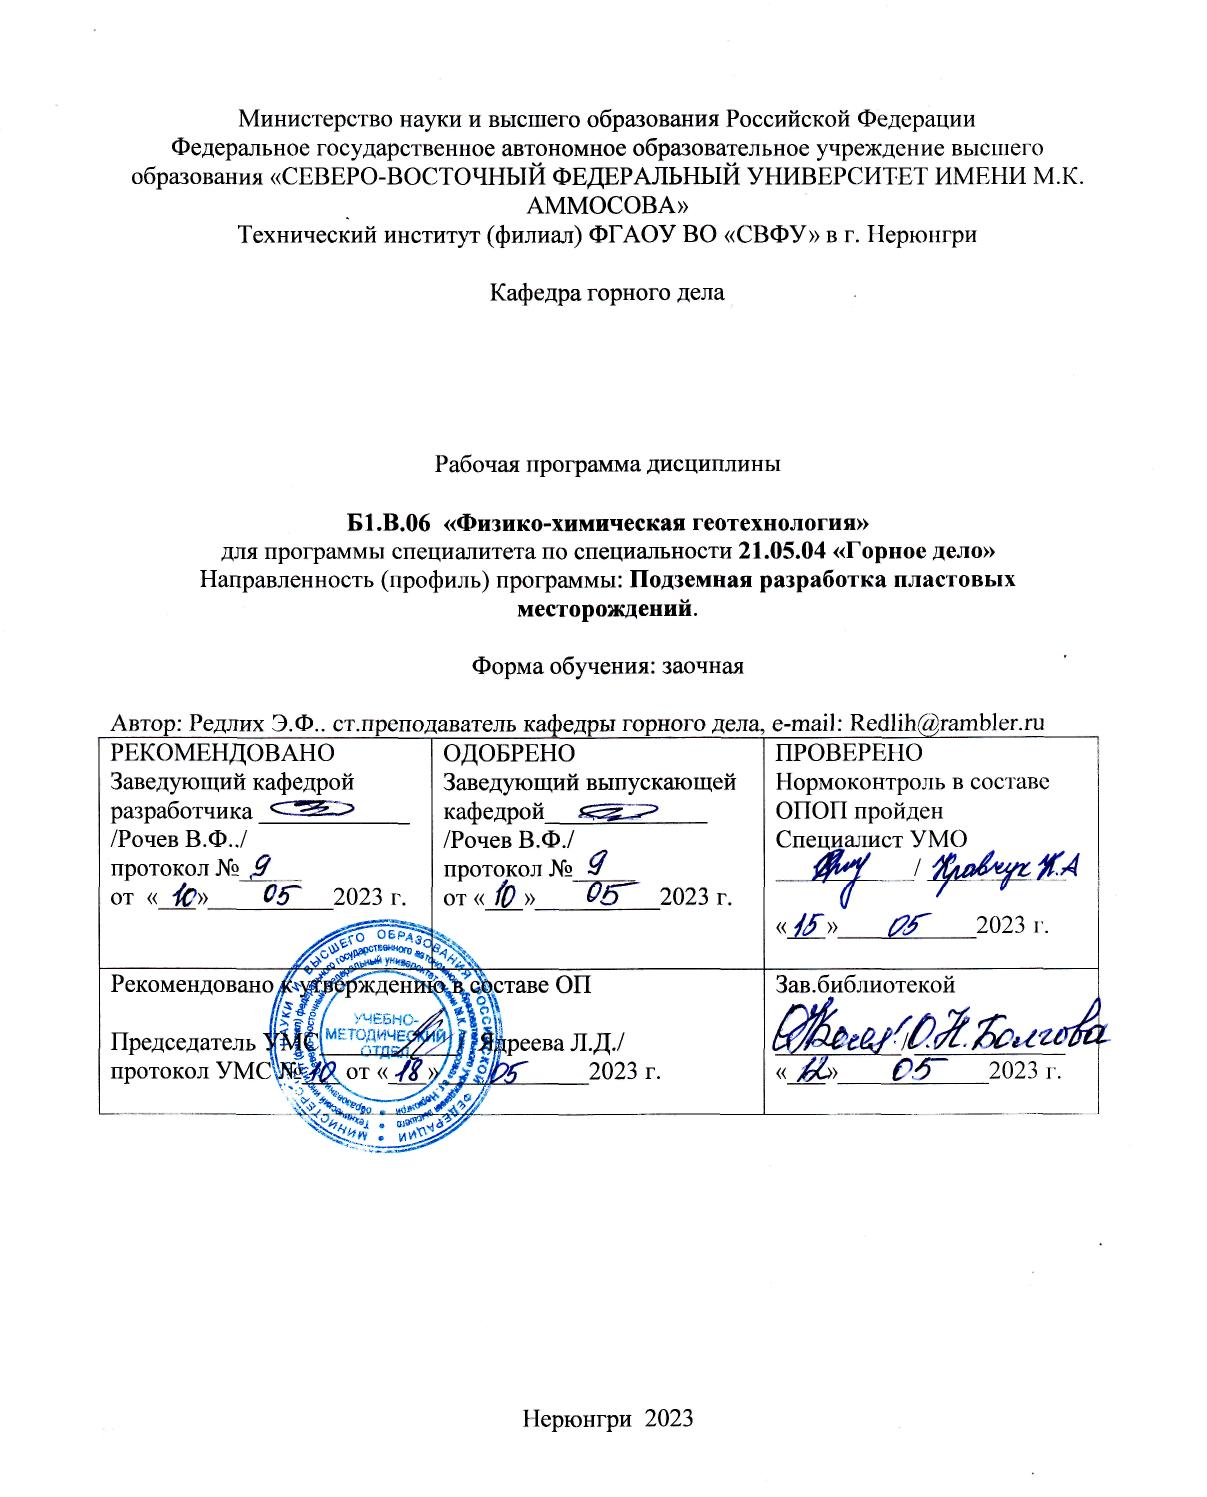 Министерство науки и высшего образования Российской Федерации
Федеральное государственное автономное образовательное учреждение высшего
образования «СЕВЕРО-ВОСТОЧНЫЙ ФЕДЕРАЛЬНЫЙ УНИВЕРСИТЕТ ИМЕНИ М.К.
АММОСОВА»
Технический институт (филиал) ФГАОУ ВО «СВФУ» в г. Нерюнгри
Кафедра горного дела
Рабочая программа дисциплины
Б1.В.06 «Физико-химическая геотехнология»
для программы специалитета по специальности 21.05.04 «Горное дело»
Направленность (профиль) программы: Подземная разработка пластовых
месторождений.
Форма обучения: заочная
Автор: Редлих Э.Ф.. ст.преподаватель кафедры горного дела, e-mail: Redlih@rambler.ru
РЕКОМЕНДОВАНО
Заведующий кафедрой
разработчика ____________
/Рочев В.Ф../
протокол № 9
от «10» 05 2023 г.
ОДОБРЕНО
Заведующий выпускающей
кафедрой____________
/Рочев В.Ф./
протокол № 9
от «10» 05 2023 г.
ПРОВЕРЕНО
Нормоконтроль в составе
ОПОП пройден
Специалист УМО
__________ / Кравчук К.А
«15» 05 2023 г.
Рекомендовано к утверждению в составе ОП
Председатель УМС ___________ Ядреева Л.Д./
протокол УМС № 10 от «18» 05 2023 г.
УЧЕБНО-
МЕТОДИЧЕСКИЙ
ОТДЕЛ
Зав.библиотекой
__________ / О.Н.Болгова
«12» 05 2023 г.
Нерюнгри 2023